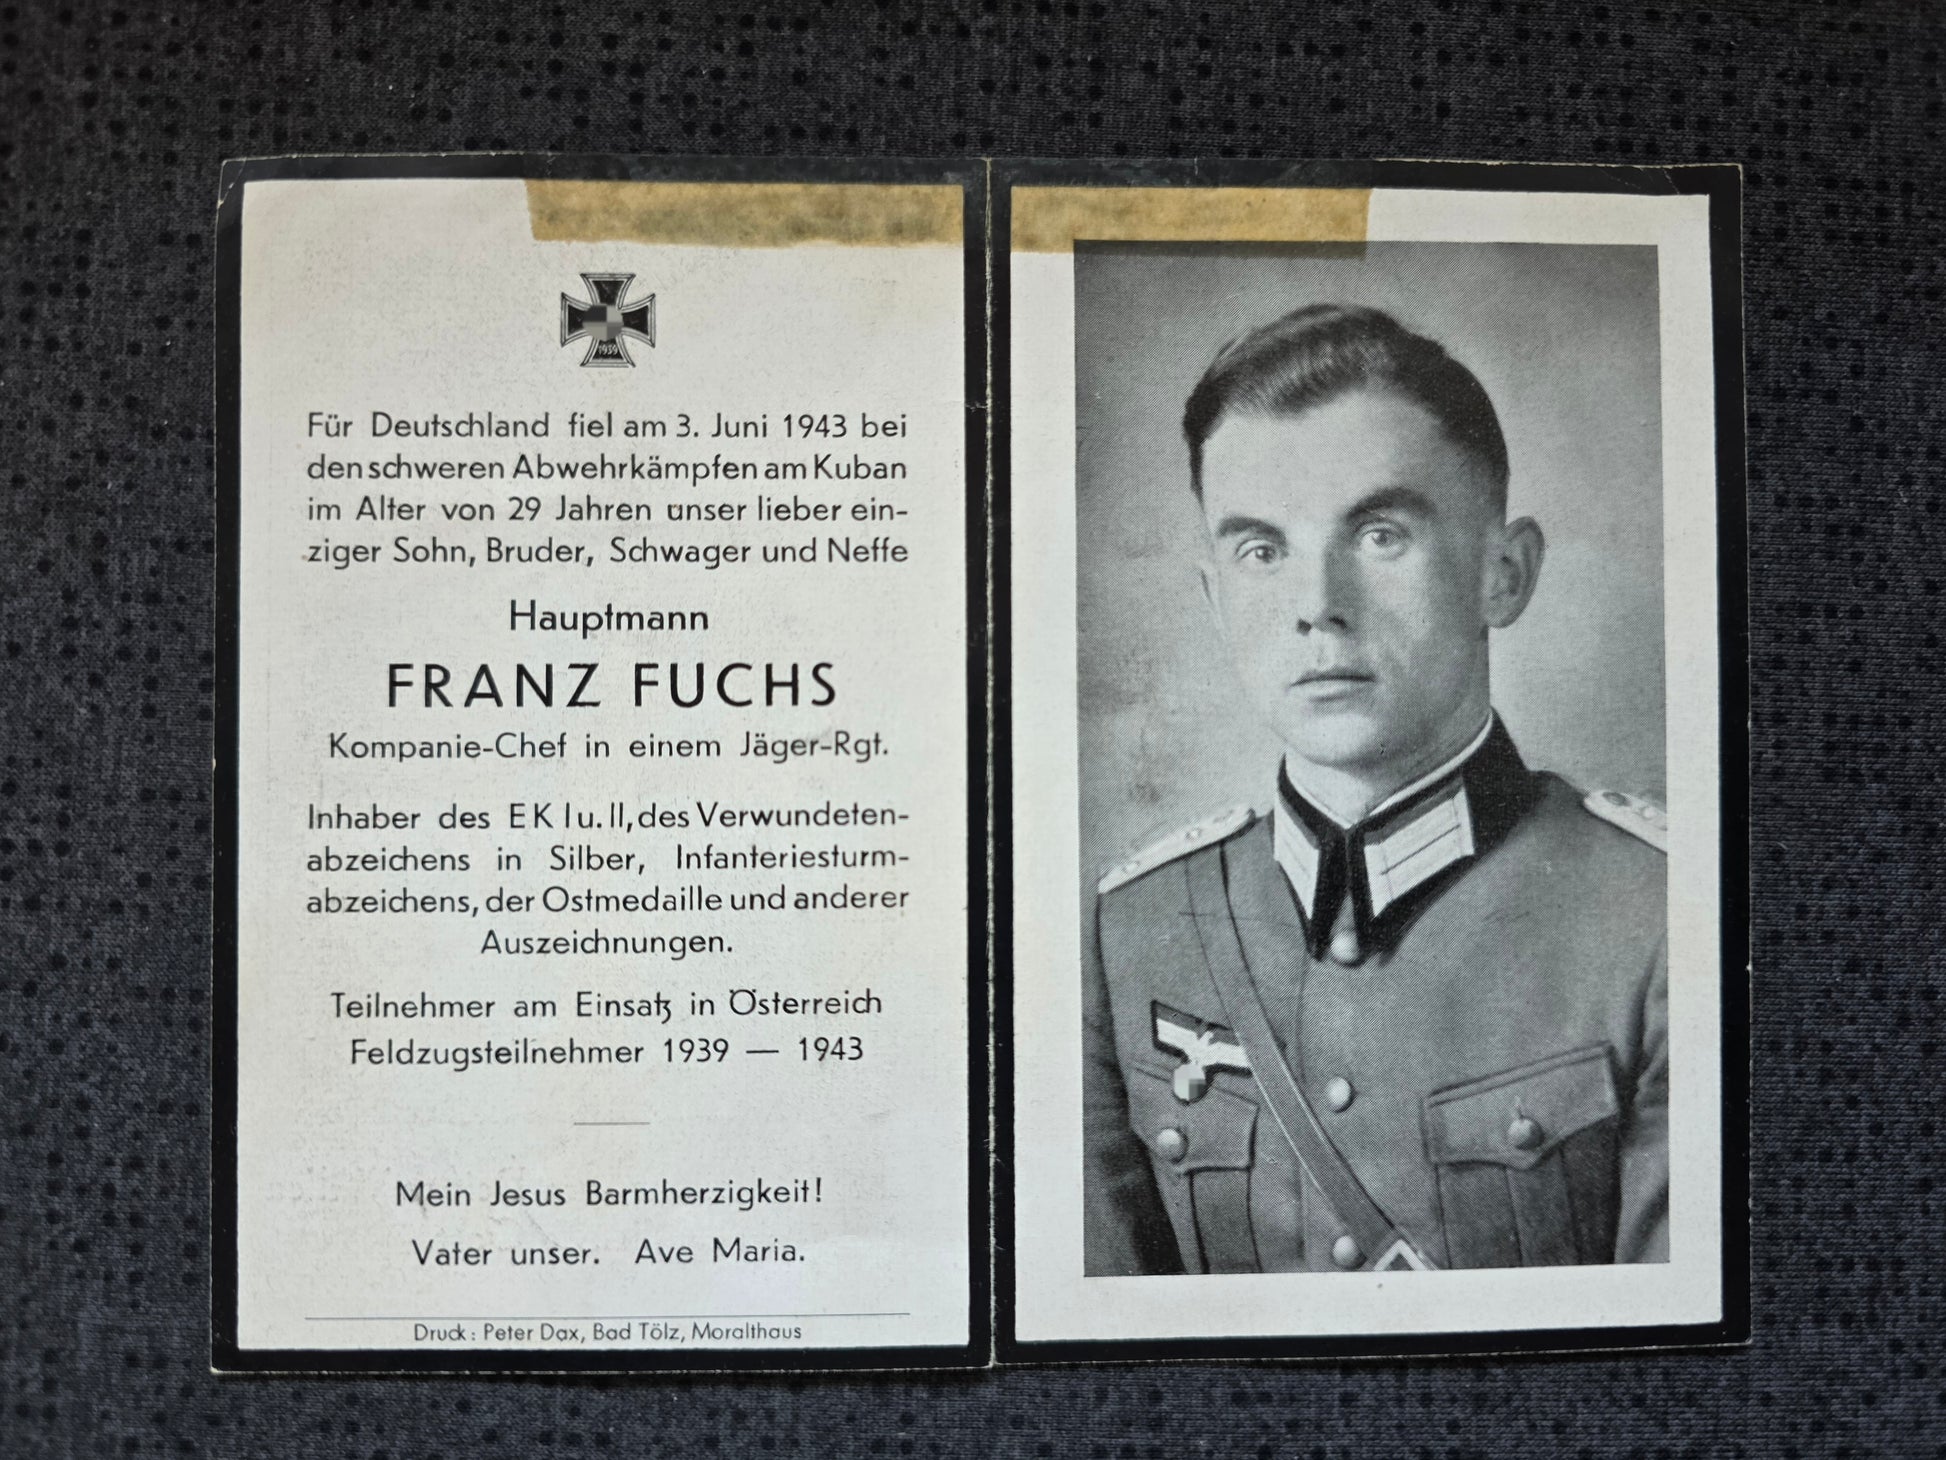 1939
Für Deutschland fiel am 3. Juni 1943 bei
den schweren Abwehrkämpfen am Kuban
im Alter von 29 Jahren unser lieber ein-
ziger Sohn, Bruder, Schwager und Neffe
Hauptmann
FRANZ FUCHS
Kompanie-Chef in einem Jäger-Rgt.
Inhaber des EK I u. II, des Verwundeten-
abzeichens in Silber, Infanteriesturm-
abzeichens, der Ostmedaille und anderer
Auszeichnungen.
Teilnehmer am Einsatz in Österreich
Feldzugsteilnehmer 1939 — 1943
Mein Jesus Barmherzigkeit!
Vater unser. Ave Maria.
Druck: Peter Dax, Bad Tölz, Moralthaus